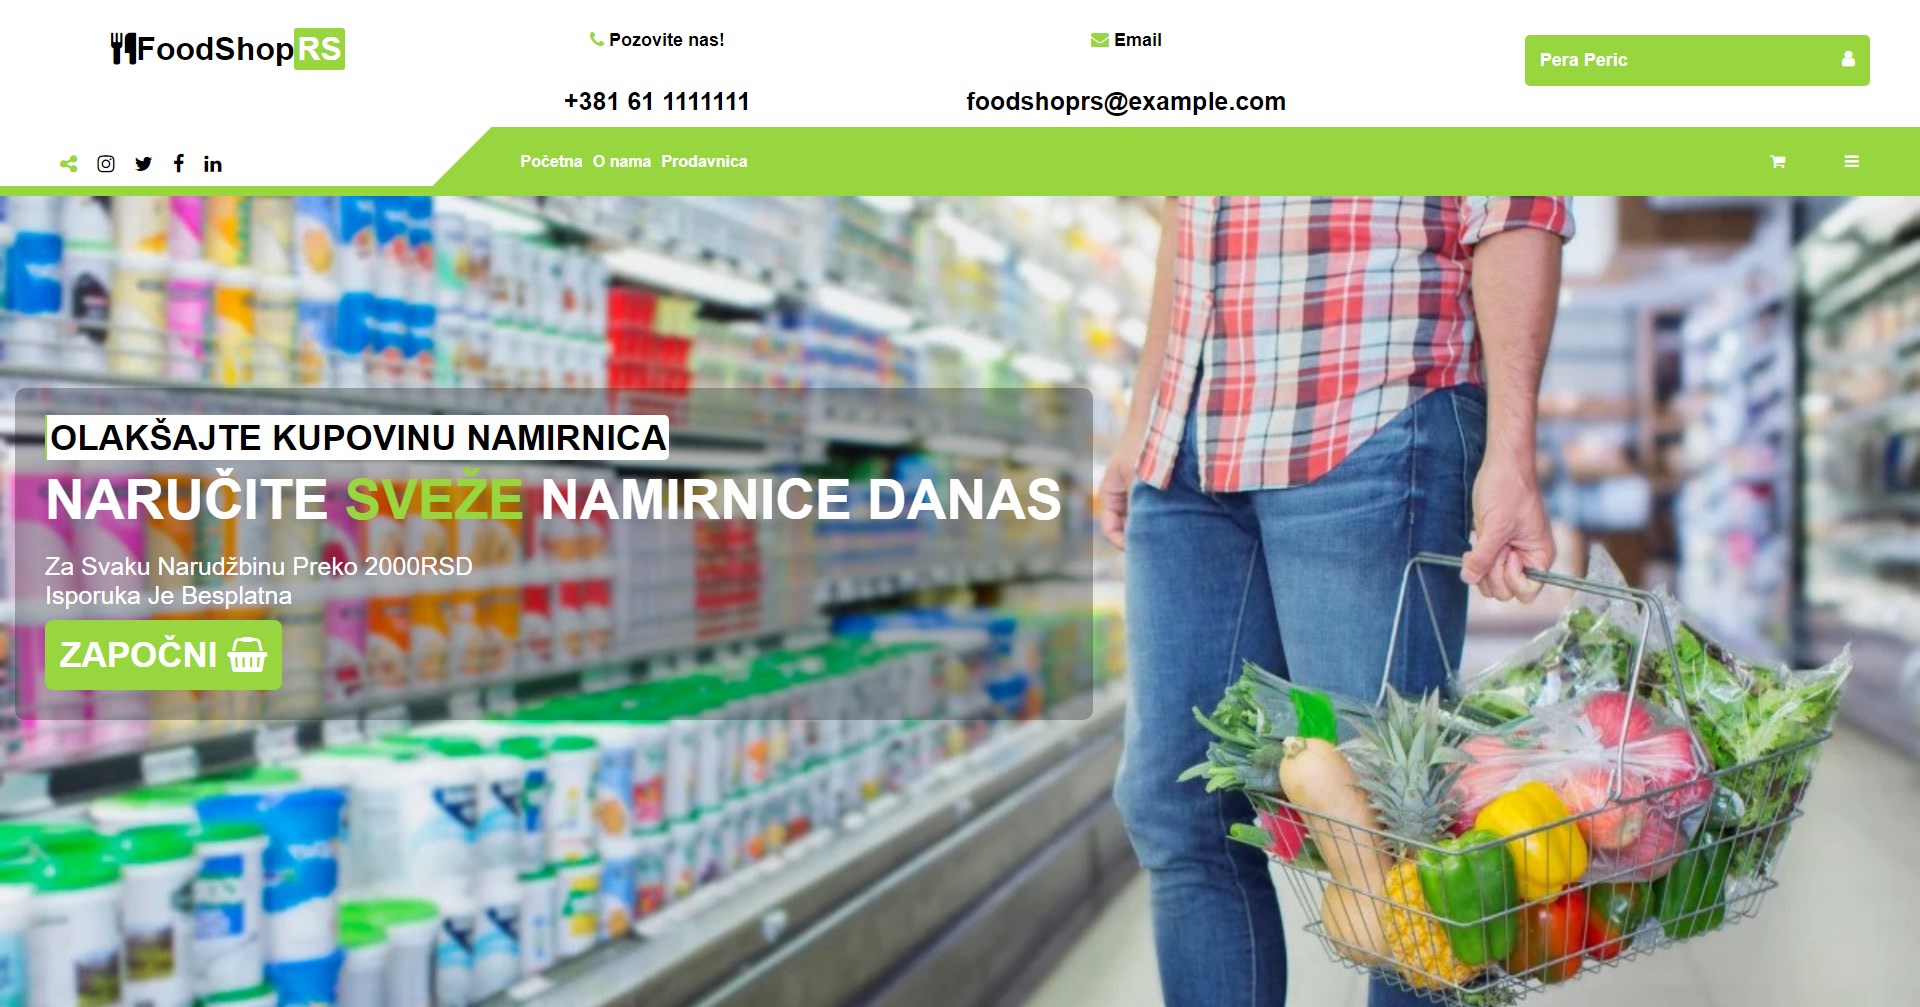 FoodShopRS
Pozovite nas!
+381 61 1111111
Email
foodshoprs@example.com
Pera Peric
Početna
O nama
Prodavnica
OLAKŠAJTE KUPOVINU NAMIRNICA
NARUČITE SVEŽE NAMIRNICE DANAS
Za Svaku Narudžbinu Preko 2000RSD
Isporuka Je Besplatna
ZAPOČNI